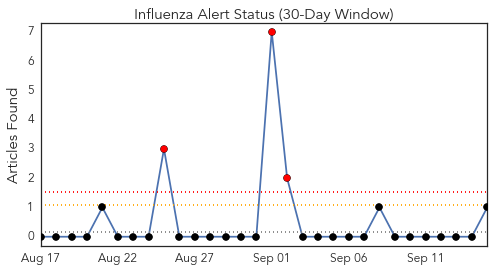 Influenza Alert Status (30-Day Window)
Articles Found
7
6
5
4
3
2
1
0
Aug 17 Aug 22 Aug 27 Sep 01 Sep 06 Sep 11